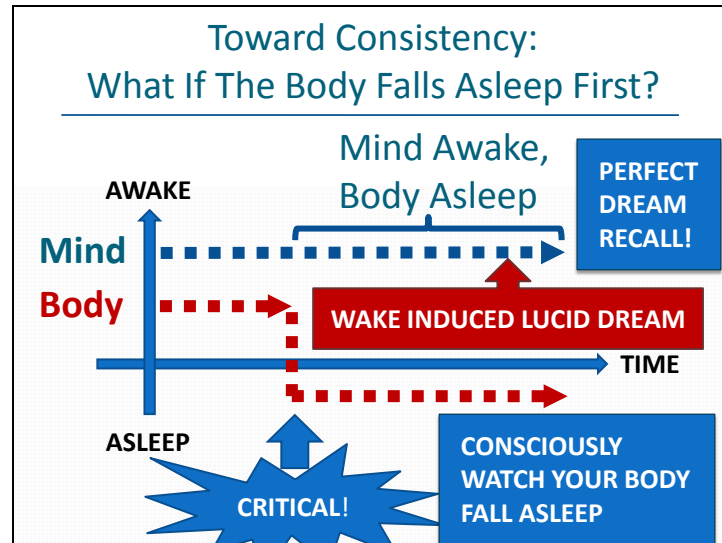 Toward Consistency:
What If The Body Falls Asleep First?
Mind Awake,
Body Asleep
PERFECT
DREAM
RECALL!
AWAKE
Mind
Body
WAKE INDUCED LUCID DREAM
TIME
ASLEEP
CRITICAL!
CONSCIOUSLY
WATCH YOUR BODY
FALL ASLEEP